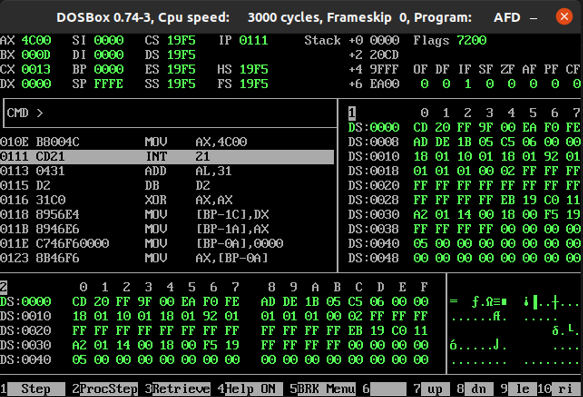 DOSBox 0.74-3, Cpu speed: 3000 cycles, Frameskip 0, Program: AFD
AX 4C00 SI 0000 CS 19F5 IP 0111 Stack +0 0000 Flags 7200
BX 000D DI 0000 DS 19F5 +2 20CD
CX 0013 BP 0000 ES 19F5 HS 19F5 +4 9FFF OF DF IF SF ZF AF PF CF
DX 0000 SP FFFE SS 19F5 FS 19F5 +6 EA00 0 0 1 0 0 0 0 0
CMD >
1 0 1 2 3 4 5 6 7
DS:0000 CD 20 FF 9F 00 EA F0 FE
DS:0008 AD DE 1B 05 C5 06 00 00
DS:0010 18 01 10 01 18 01 92 01
DS:0018 01 01 01 00 02 FF FF FF
DS:0020 FF FF FF FF FF FF FF FF
DS:0028 FF FF FF FF EB 19 C0 11
DS:0030 A2 01 14 00 18 00 F5 19
DS:0038 FF FF FF FF 00 00 00 00
DS:0040 05 00 00 00 00 00 00 00
DS:0048 00 00 00 00 00 00 00 00
010E B8004C MOV AX,4C00
0111 CD21 INT 21
0113 0431 ADD AL,31
0115 D2 DB D2
0116 31C0 XOR AX,AX
0118 8956E4 MOV [BP-1C],DX
011B 8946E6 MOV [BP-1A],AX
011E C746F60000 MOV [BP-0A],0000
0123 8B46F6 MOV AX,[BP-0A]
2 0 1 2 3 4 5 6 7 8 9 A B C D E F
DS:0000 CD 20 FF 9F 00 EA F0 FE AD DE 1B 05 C5 06 00 00
DS:0010 18 01 10 01 18 01 92 01 01 01 01 00 02 FF FF FF
DS:0020 FF FF FF FF FF FF FF FF FF FF FF FF EB 19 C0 11
DS:0030 A2 01 14 00 18 00 F5 19 FF FF FF FF 00 00 00 00
DS:0040 05 00 00 00 00 00 00 00 00 00 00 00 00 00 00 00
1 Step 2ProcStep 3Retrieve 4Help ON 5BRK Menu 6 7 up 8 dn 9 le 10 ri